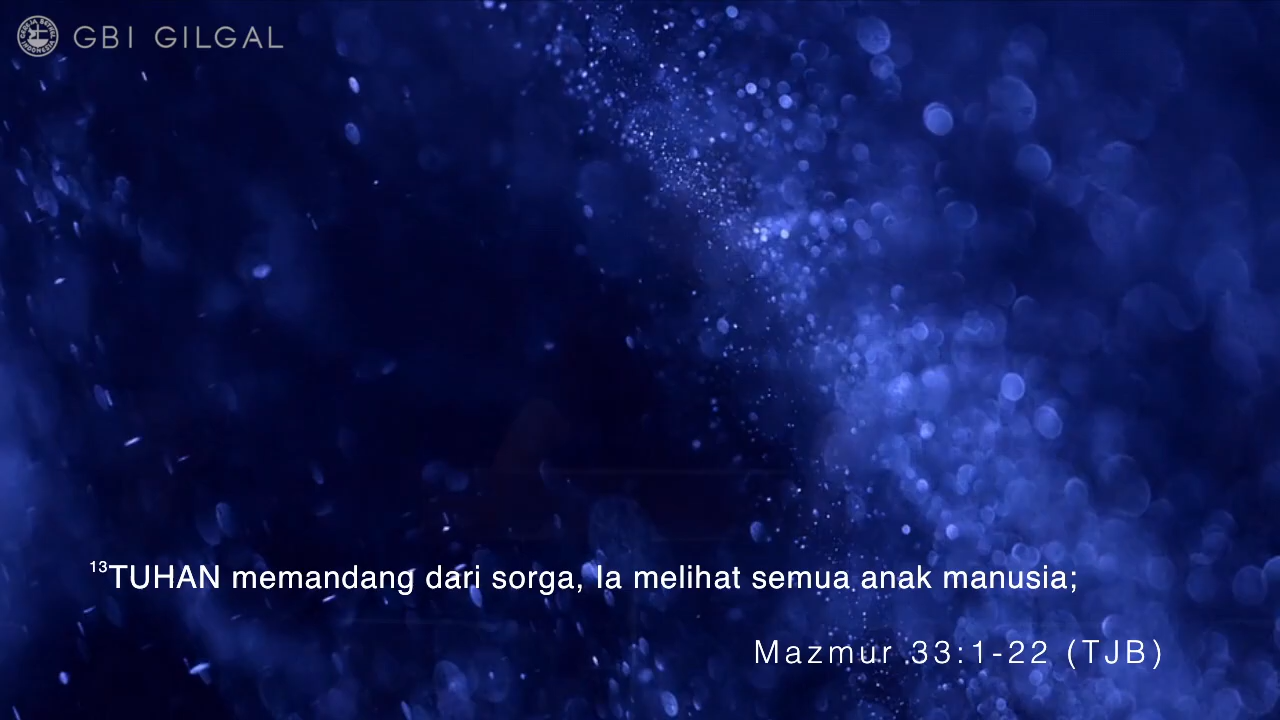 GBI GILGAL
¹³TUHAN memandang dari sorga, Ia melihat semua anak manusia;
Mazmur 33:1-22 (TJB)